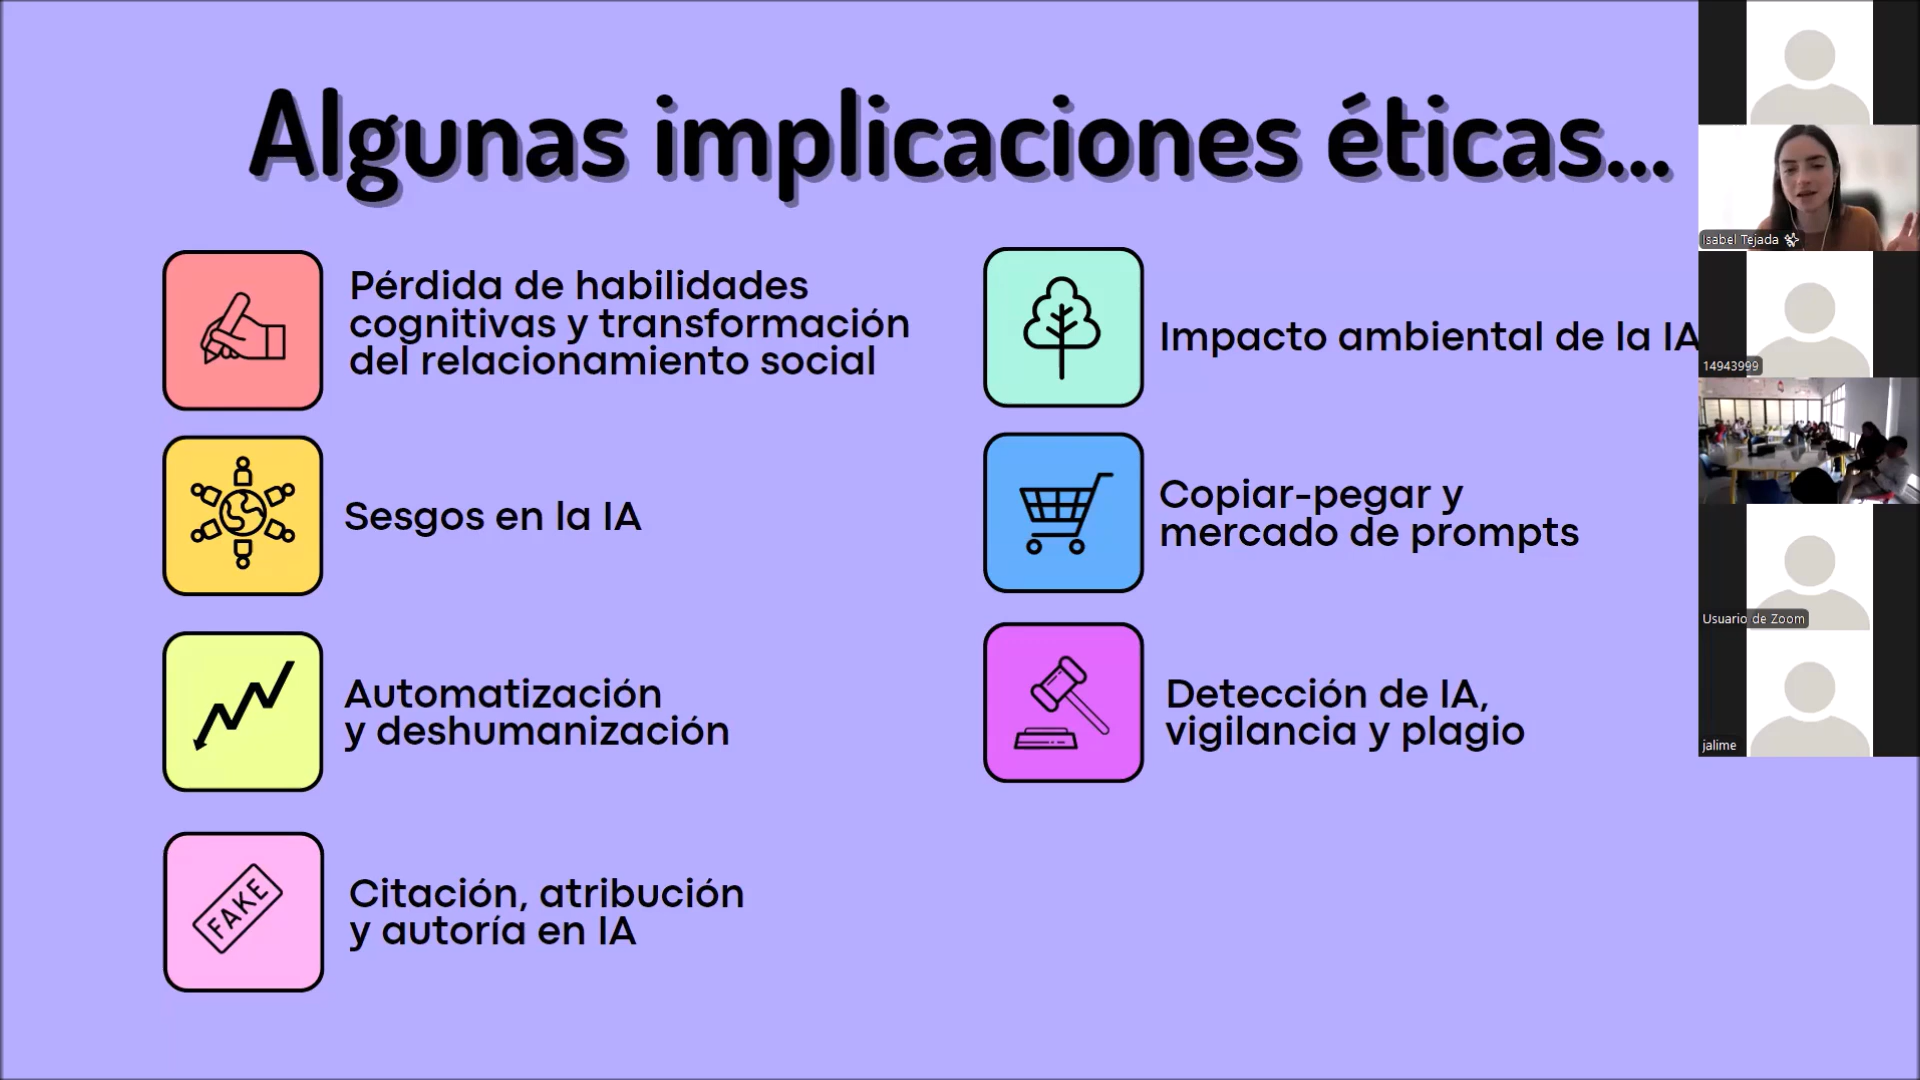 Algunas implicaciones éticas...
Pérdida de habilidades
cognitivas y transformación
del relacionamiento social
Sesgos en la IA
Automatización
y deshumanización
FAKE
Citación, atribución
y autoría en IA
Impacto ambiental de la IA
Copiar-pegar y
mercado de prompts
Detección de IA,
vigilancia y plagio
Isabel Tejada
14943999
Usuario de Zoom
jalime